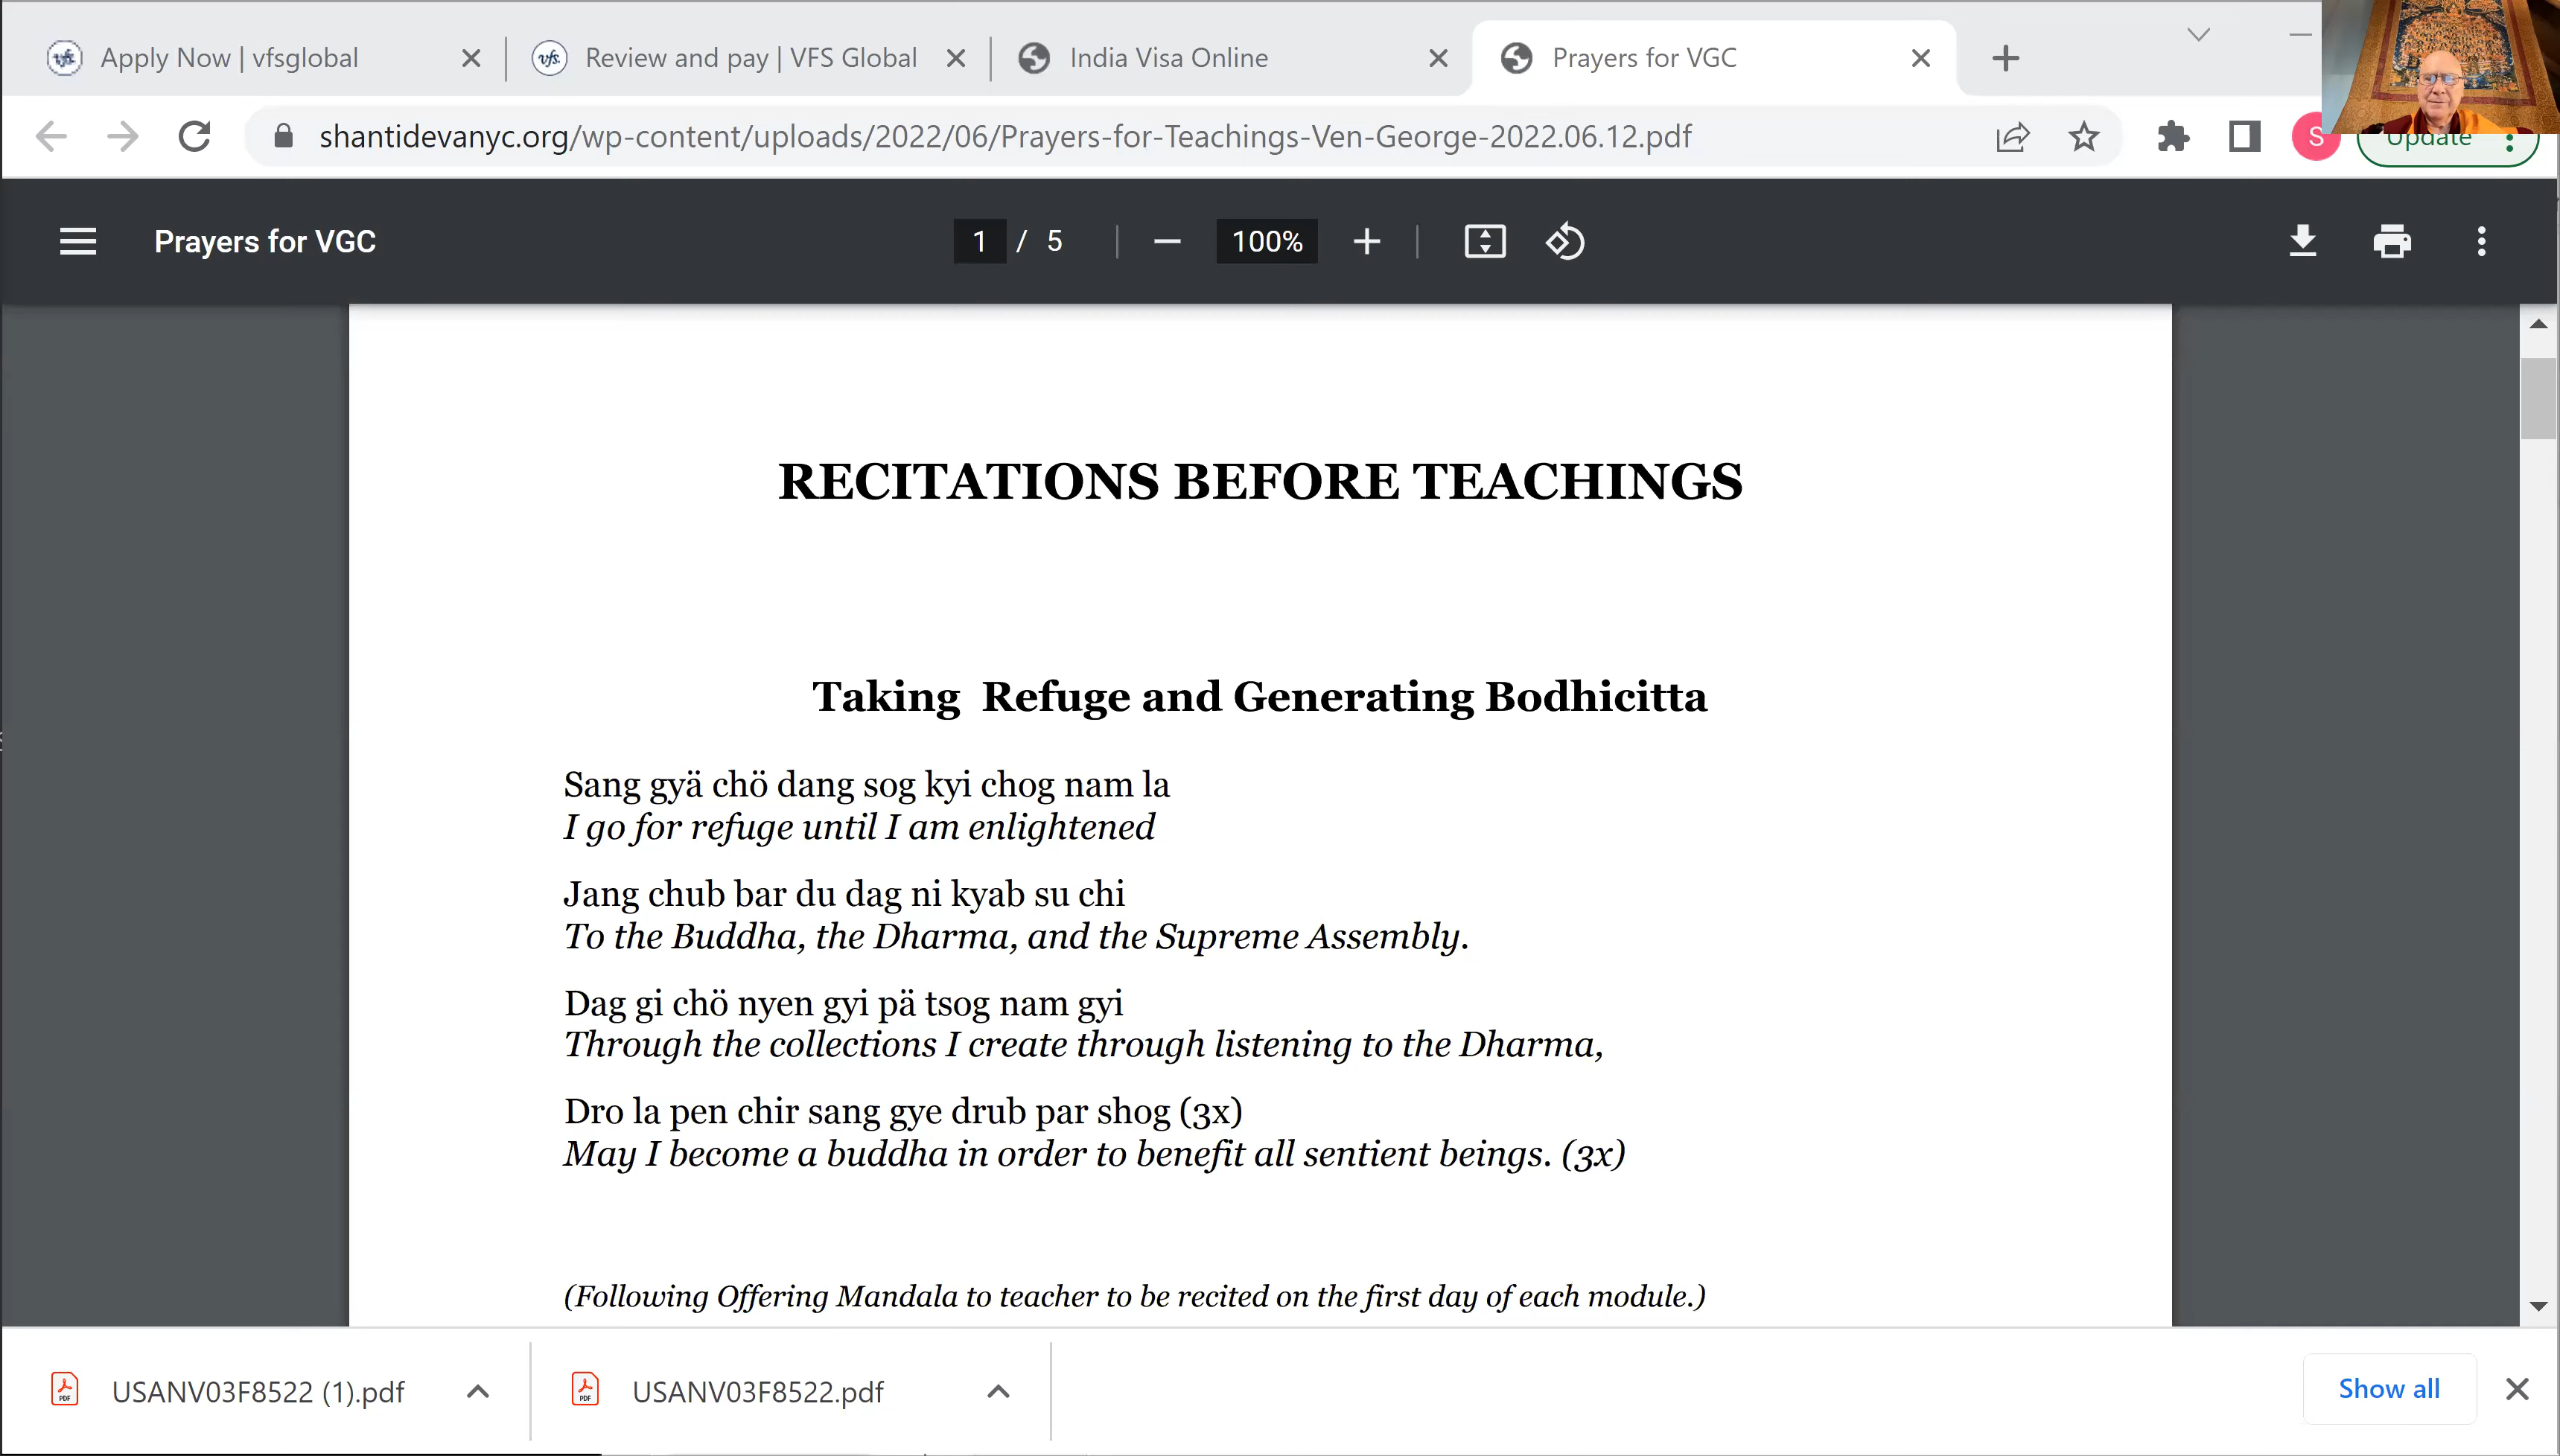 Apply Now | vfsglobal
Review and pay | VFS Global
India Visa Online
Prayers for VGC
shantidevanyc.org/wp-content/uploads/2022/06/Prayers-for-Teachings-Ven-George-2022.06.12.pdf
S
Update
Prayers for VGC
1 / 5
100%
RECITATIONS BEFORE TEACHINGS
Taking Refuge and Generating Bodhicitta
Sang gyä chö dang sog kyi chog nam la
I go for refuge until I am enlightened
Jang chub bar du dag ni kyab su chi
To the Buddha, the Dharma, and the Supreme Assembly.
Dag gi chö nyen gyi pä tsog nam gyi
Through the collections I create through listening to the Dharma,
Dro la pen chir sang gye drub par shog (3x)
May I become a buddha in order to benefit all sentient beings. (3x)
(Following Offering Mandala to teacher to be recited on the first day of each module.)
USANV03F8522 (1).pdf
USANV03F8522.pdf
Show all